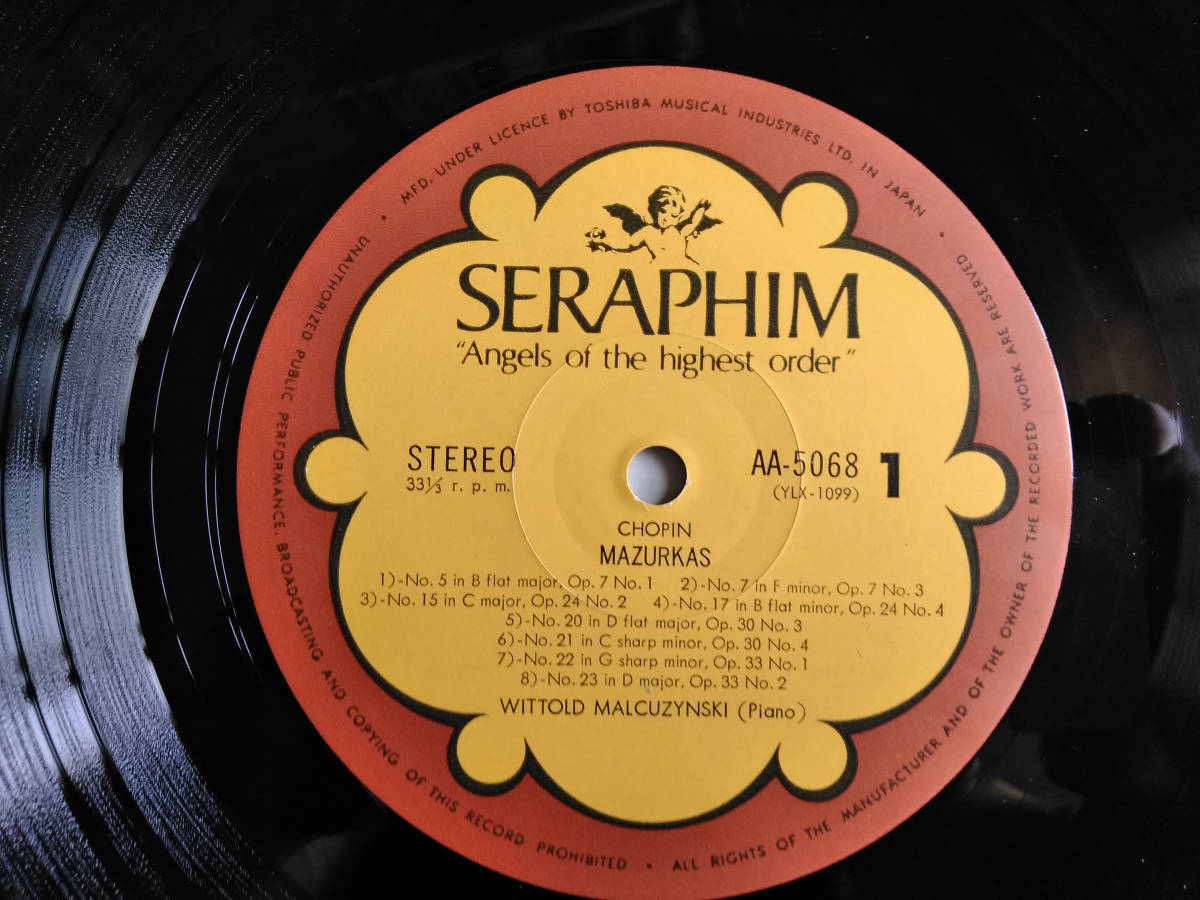 MFD. UNDER LICENCE BY TOSHIBA MUSICAL INDUSTRIES LTD. IN JAPAN
SERAPHIM
"Angels of the highest order"
STEREO
33⅓ r. p. m.
AA-5068 1
(YLX-1099)
CHOPIN
MAZURKAS
1)-No. 5 in B flat major, Op. 7 No. 1 2)-No. 7 in F minor, Op. 7 No. 3
3)-No. 15 in C major, Op. 24 No. 2 4)-No. 17 in B flat minor, Op. 24 No. 4
5)-No. 20 in D flat major, Op. 30 No. 3
6)-No. 21 in C sharp minor, Op. 30 No. 4
7)-No. 22 in G sharp minor, Op. 33 No. 1
8)-No. 23 in D major, Op. 33 No. 2
WITTOLD MALCUZYNSKI (Piano)
UNAUTHORIZED PUBLIC PERFORMANCE, BROADCASTING AND COPYING OF THIS RECORD PROHIBITED • ALL RIGHTS OF THE MANUFACTURER AND OF THE OWNER OF THE RECORDED WORK ARE RESERVED •